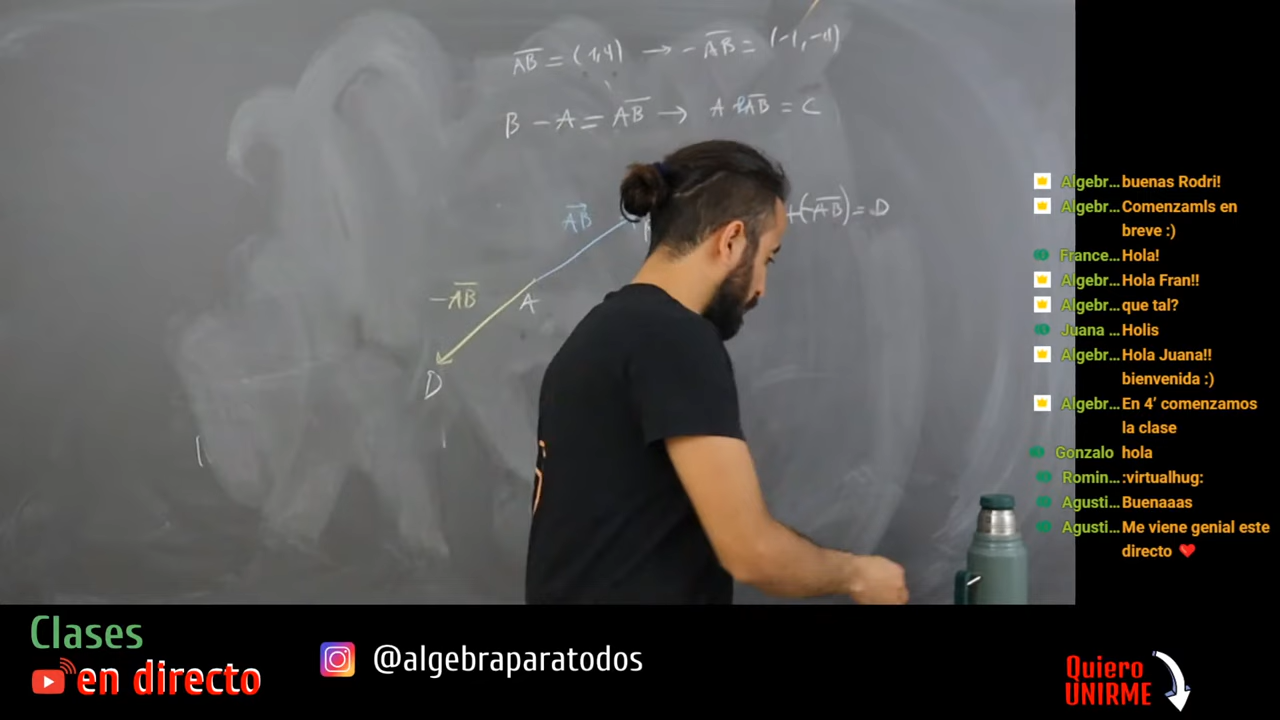 AB = (1,4) → -AB = (-1,-4)
B - A = AB → A + AB = C
AB
+(-AB) = D
-AB
A
D
Algebr... buenas Rodri!
Algebr... Comenzamls en
breve :)
France... Hola!
Algebr... Hola Fran!!
Algebr... que tal?
Juana ... Holis
Algebr... Hola Juana!!
bienvenida :)
Algebr... En 4' comenzamos
la clase
Gonzalo hola
Romin... :virtualhug:
Agusti... Buenaaas
Agusti... Me viene genial este
directo ❤️
Clases
en directo
@algebraparatodos
Quiero
UNIRME